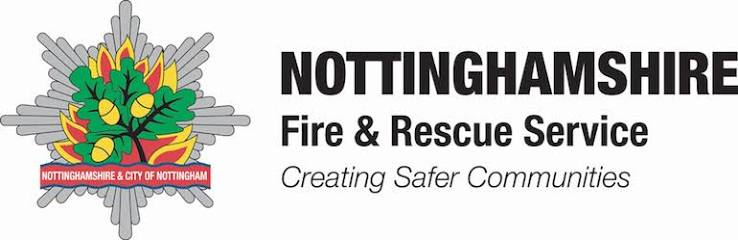 NOTTINGHAMSHIRE & CITY OF NOTTINGHAM
NOTTINGHAMSHIRE
Fire & Rescue Service
Creating Safer Communities